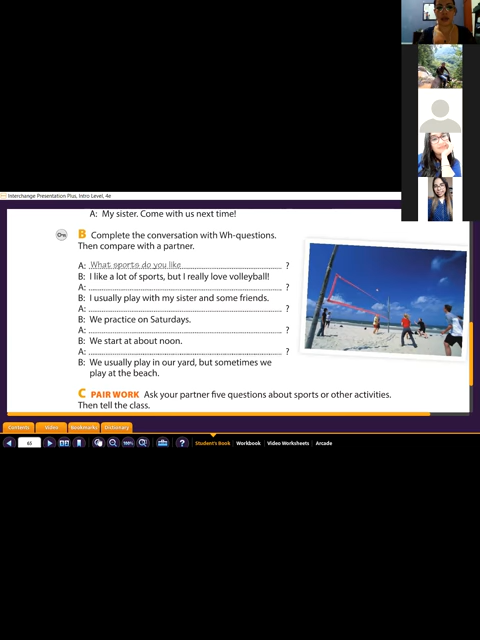 Interchange Presentation Plus, Intro Level, 4e
A: My sister. Come with us next time!
B Complete the conversation with Wh-questions.
Then compare with a partner.
A: What sports do you like ?
B: I like a lot of sports, but I really love volleyball!
A: ?
B: I usually play with my sister and some friends.
A: ?
B: We practice on Saturdays.
A: ?
B: We start at about noon.
A: ?
B: We usually play in our yard, but sometimes we
play at the beach.
C PAIR WORK Ask your partner five questions about sports or other activities.
Then tell the class.
Contents Video Bookmarks Dictionary
65 100% ? Student's Book Workbook Video Worksheets Arcade